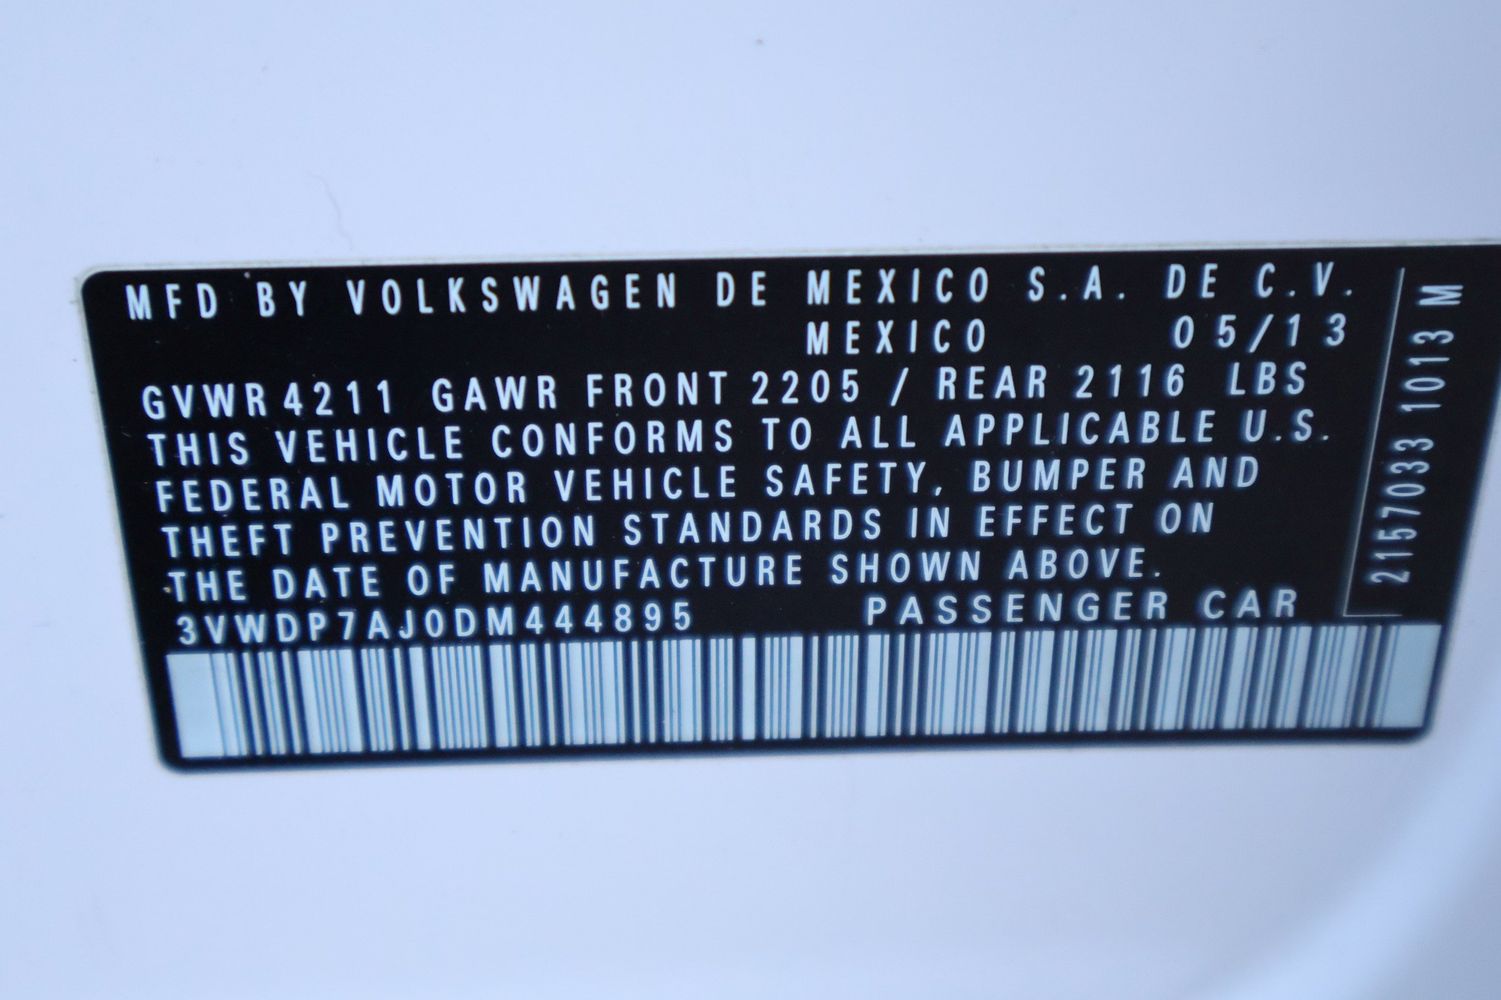 MFD BY VOLKSWAGEN DE MEXICO S.A. DE C.V.
MEXICO 05/13
GVWR 4211 GAWR FRONT 2205 / REAR 2116 LBS
THIS VEHICLE CONFORMS TO ALL APPLICABLE U.S.
FEDERAL MOTOR VEHICLE SAFETY, BUMPER AND
THEFT PREVENTION STANDARDS IN EFFECT ON
THE DATE OF MANUFACTURE SHOWN ABOVE.
3VWDP7AJ0DM444895 PASSENGER CAR
2157033 1013 M